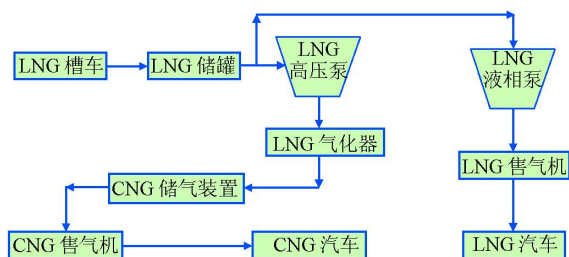 LNG 槽车
LNG 储罐
LNG
高压泵
LNG
液相泵
LNG 气化器
LNG 售气机
CNG 储气装置
CNG 售气机
CNG 汽车
LNG 汽车